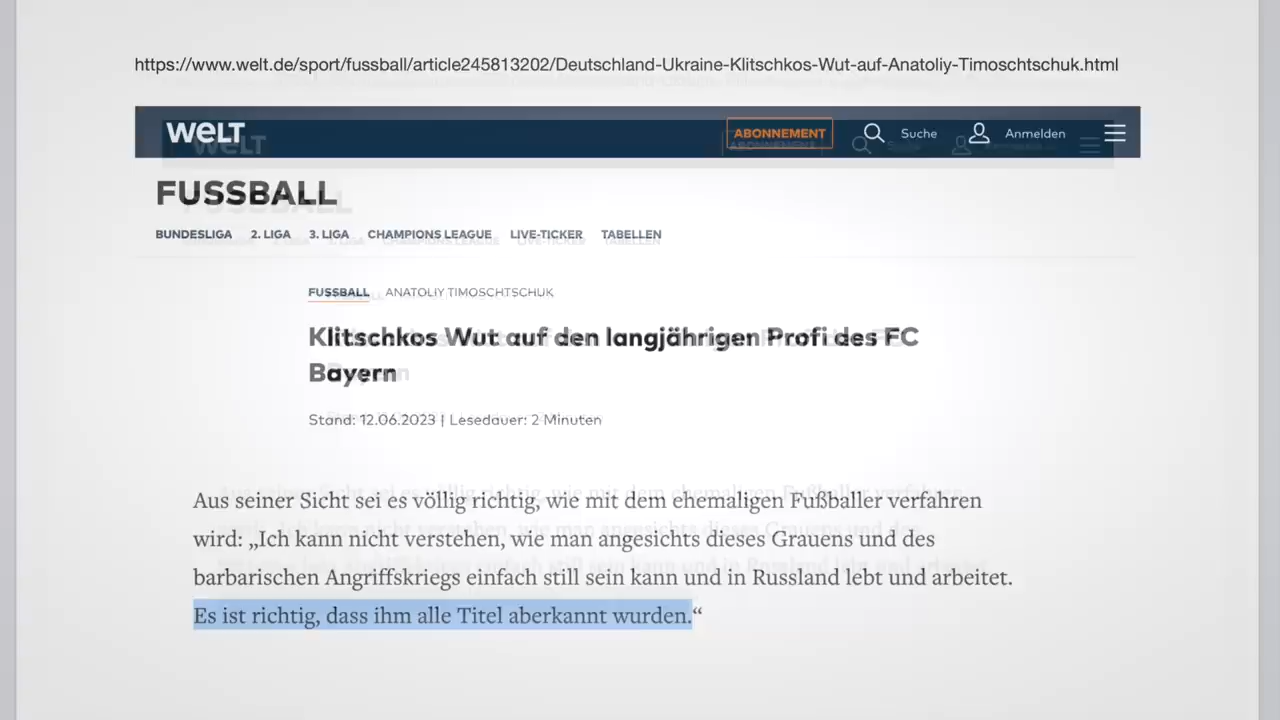 https://www.welt.de/sport/fussball/article245813202/Deutschland-Ukraine-Klitschkos-Wut-auf-Anatoliy-Timoschtschuk.html
WELT ABONNEMENT Suche Anmelden
FUSSBALL
BUNDESLIGA 2. LIGA 3. LIGA CHAMPIONS LEAGUE LIVE-TICKER TABELLEN
FUSSBALL ANATOLIY TIMOSCHTSCHUK
Klitschkos Wut auf den langjährigen Profi des FC
Bayern
Stand: 12.06.2023 | Lesedauer: 2 Minuten
Aus seiner Sicht sei es völlig richtig, wie mit dem ehemaligen Fußballer verfahren
wird: „Ich kann nicht verstehen, wie man angesichts dieses Grauens und des
barbarischen Angriffskriegs einfach still sein kann und in Russland lebt und arbeitet.
Es ist richtig, dass ihm alle Titel aberkannt wurden.“